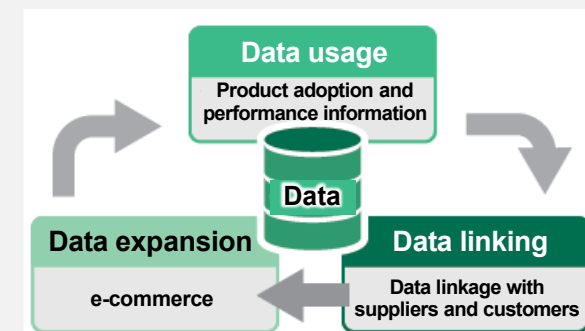 Data usage
Product adoption and
performance information
Data
Data expansion
e-commerce
Data linking
Data linkage with
suppliers and customers